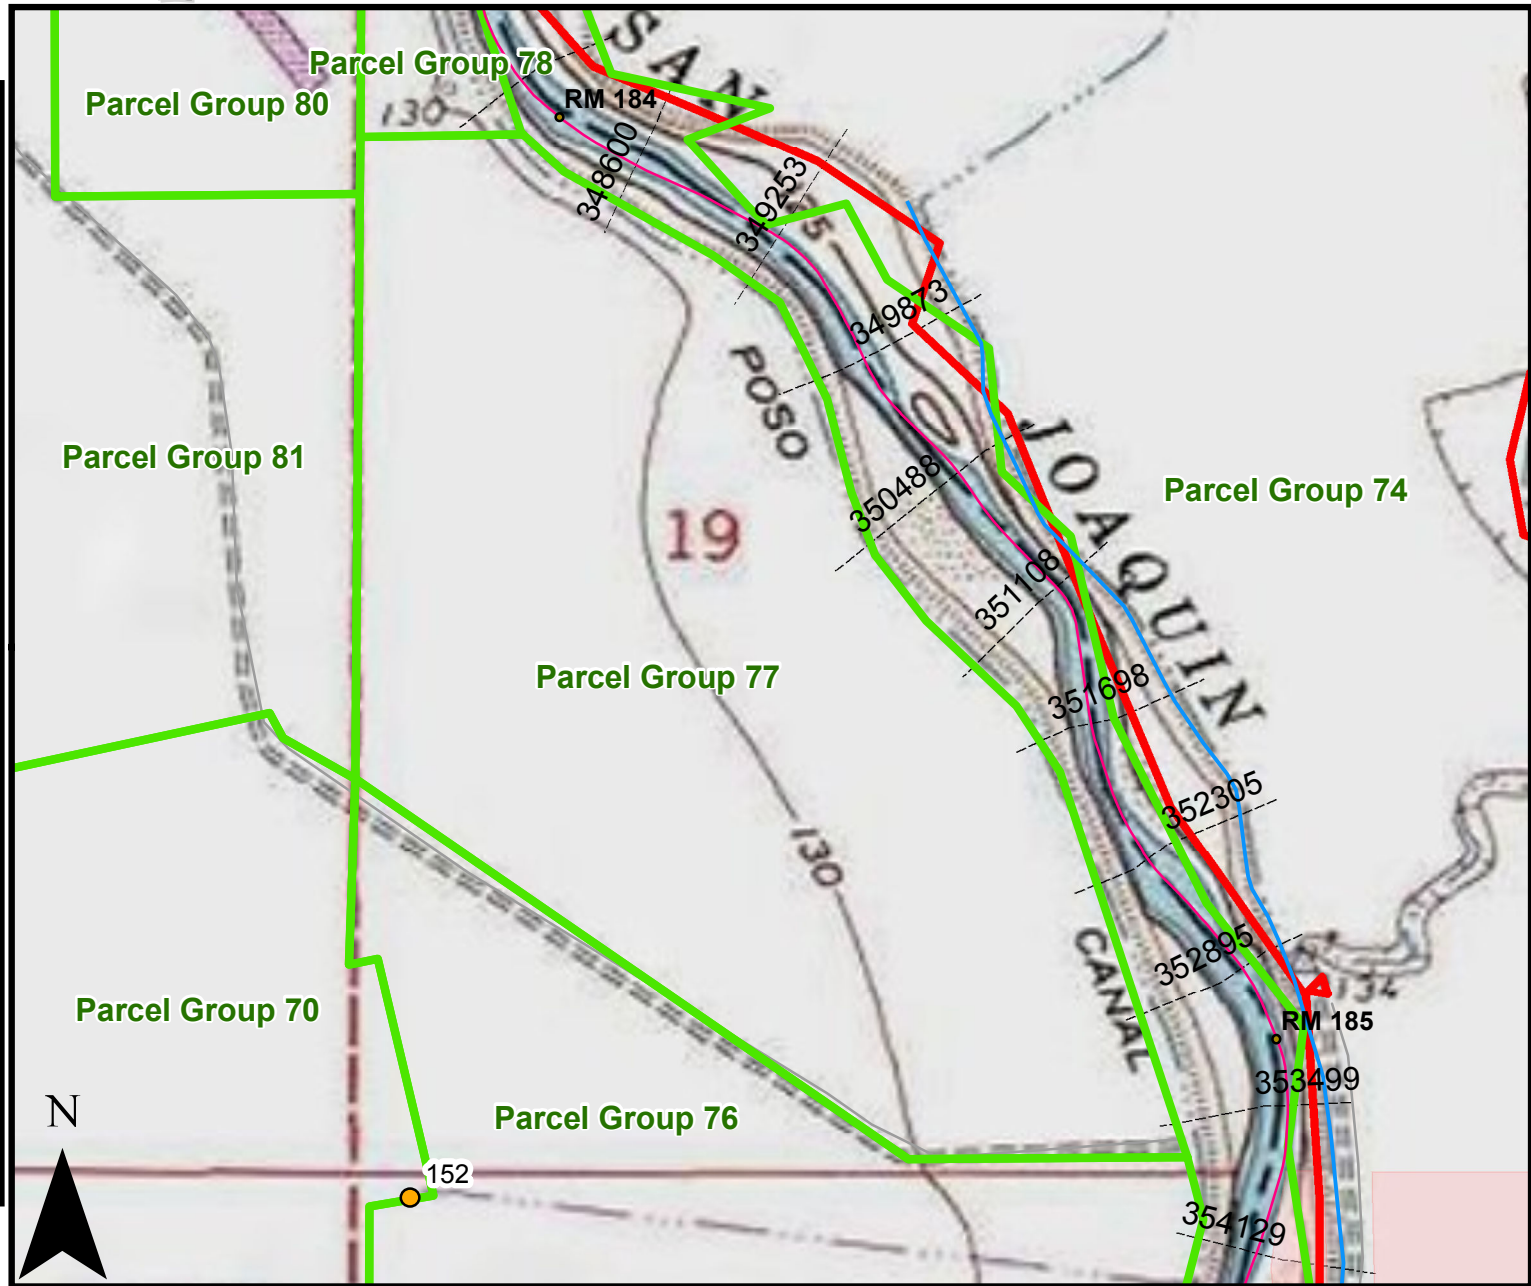 SAN
Parcel Group 78
Parcel Group 80
RM 184
130
348600
349253
349873
POSO
JOAQUIN
Parcel Group 81
350488
Parcel Group 74
19
351108
Parcel Group 77
351698
352305
130
352895
CANAL
134
Parcel Group 70
RM 185
353499
N
Parcel Group 76
152
354129